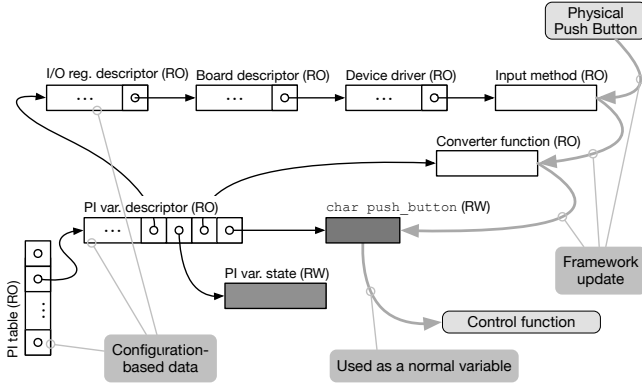 Physical
Push Button
I/O reg. descriptor (RO)
Board descriptor (RO)
Device driver (RO)
Input method (RO)
...
...
...
Converter function (RO)
PI var. descriptor (RO)
char push_button (RW)
...
PI table (RO)
...
PI var. state (RW)
Framework
update
Configuration-
based data
Used as a normal variable
Control function